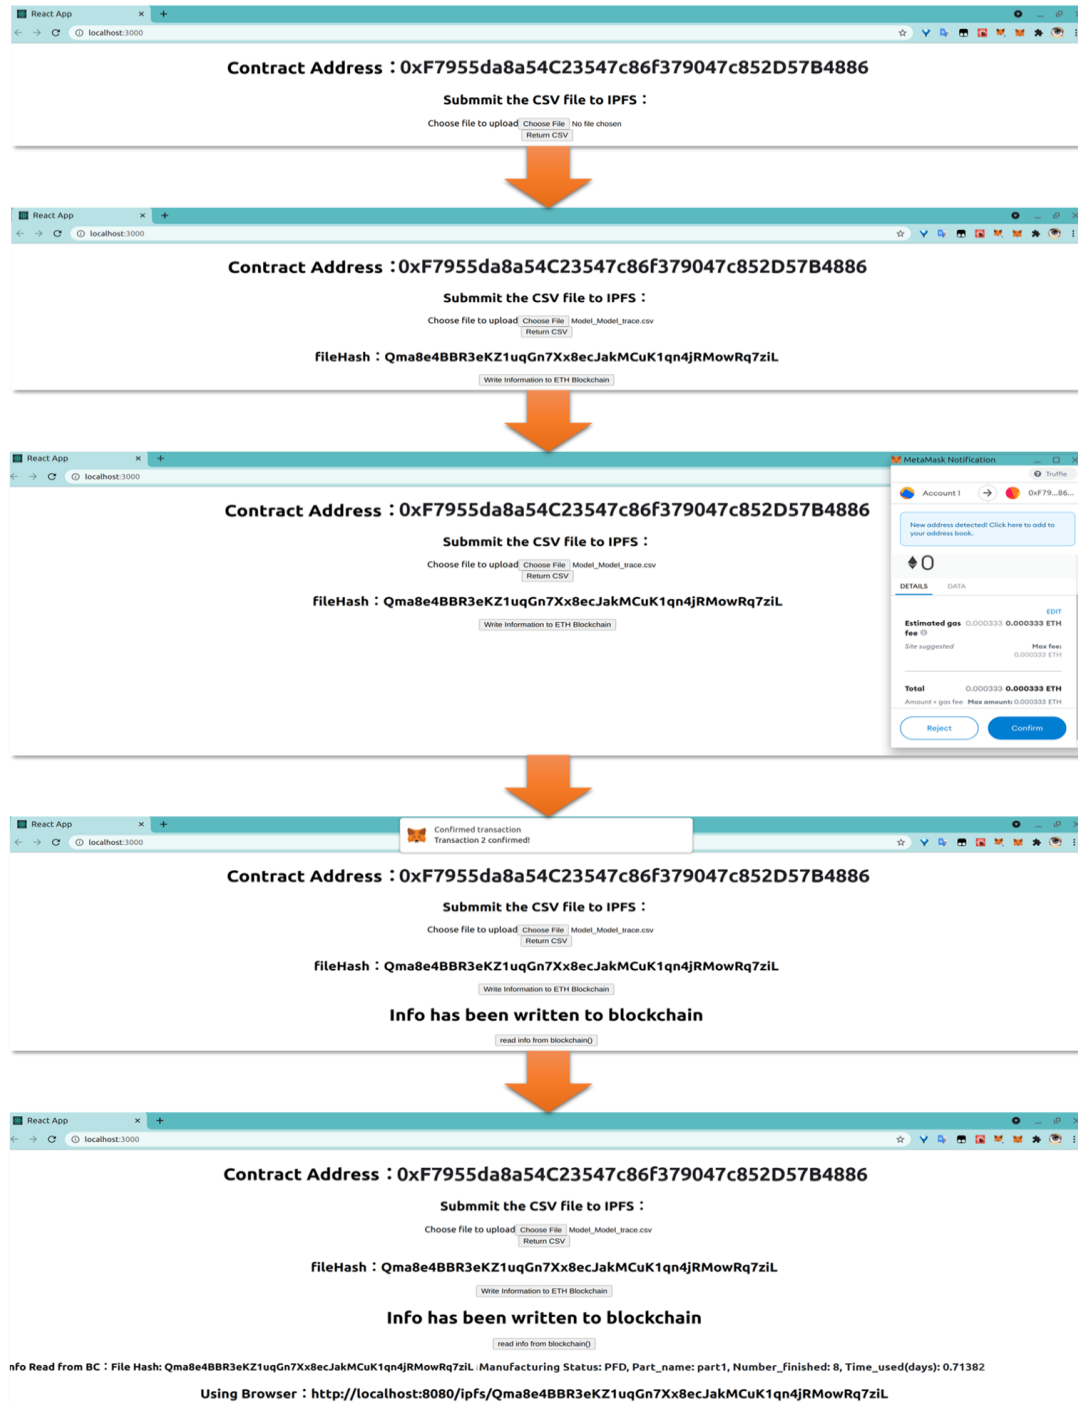 React App × +
localhost:3000
Contract Address：0xF7955da8a54C23547c86f379047c852D57B4886
Submmit the CSV file to IPFS：
Choose file to upload Choose File No file chosen
Return CSV
React App × +
localhost:3000
Contract Address：0xF7955da8a54C23547c86f379047c852D57B4886
Submmit the CSV file to IPFS：
Choose file to upload Choose File Model_Model_trace.csv
Return CSV
fileHash：Qma8e4BBR3eKZ1uqGn7Xx8ecJakMCuK1qn4jRMowRq7ziL
Write Information to ETH Blockchain
React App × +
localhost:3000
Contract Address：0xF7955da8a54C23547c86f379047c852D57B4886
Submmit the CSV file to IPFS：
Choose file to upload Choose File Model_Model_trace.csv
Return CSV
fileHash：Qma8e4BBR3eKZ1uqGn7Xx8ecJakMCuK1qn4jRMowRq7ziL
Write Information to ETH Blockchain
MetaMask Notification
Truffle
Account 1 0xF79...86...
New address detected! Click here to add to
your address book.
0
DETAILS DATA
EDIT
Estimated gas 0.000333 0.000333 ETH
fee
Site suggested Max fee:
0.000333 ETH
Total 0.000333 0.000333 ETH
Amount + gas fee Max amount: 0.000333 ETH
Reject Confirm
React App × +
Confirmed transaction
Transaction 2 confirmed!
localhost:3000
Contract Address：0xF7955da8a54C23547c86f379047c852D57B4886
Submmit the CSV file to IPFS：
Choose file to upload Choose File Model_Model_trace.csv
Return CSV
fileHash：Qma8e4BBR3eKZ1uqGn7Xx8ecJakMCuK1qn4jRMowRq7ziL
Write Information to ETH Blockchain
Info has been written to blockchain
read info from blockchain()
React App × +
localhost:3000
Contract Address：0xF7955da8a54C23547c86f379047c852D57B4886
Submmit the CSV file to IPFS：
Choose file to upload Choose File Model_Model_trace.csv
Return CSV
fileHash：Qma8e4BBR3eKZ1uqGn7Xx8ecJakMCuK1qn4jRMowRq7ziL
Write Information to ETH Blockchain
Info has been written to blockchain
read info from blockchain()
nfo Read from BC：File Hash: Qma8e4BBR3eKZ1uqGn7Xx8ecJakMCuK1qn4jRMowRq7ziL Manufacturing Status: PFD, Part_name: part1, Number_finished: 8, Time_used(days): 0.71382
Using Browser：http://localhost:8080/ipfs/Qma8e4BBR3eKZ1uqGn7Xx8ecJakMCuK1qn4jRMowRq7ziL